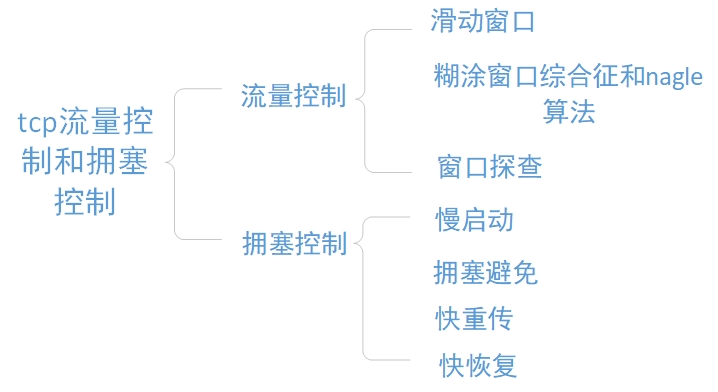 tcp流量控
制和拥塞
控制
流量控制
滑动窗口
糊涂窗口综合征和nagle
算法
窗口探查
拥塞控制
慢启动
拥塞避免
快重传
快恢复